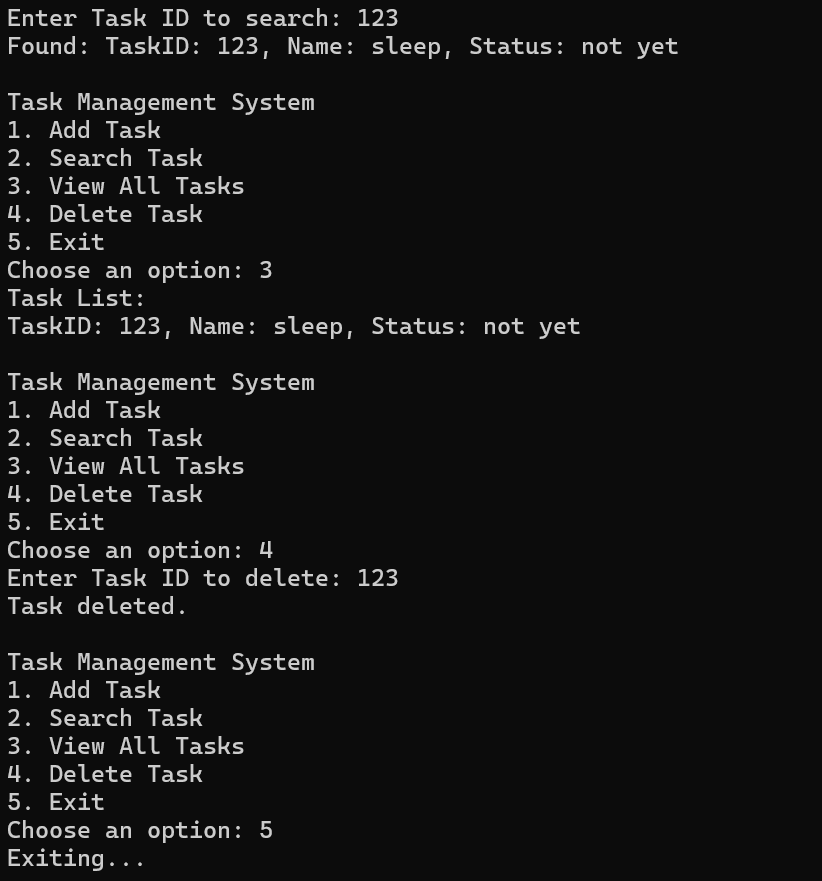 Enter Task ID to search: 123
Found: TaskID: 123, Name: sleep, Status: not yet

Task Management System
1. Add Task
2. Search Task
3. View All Tasks
4. Delete Task
5. Exit
Choose an option: 3
Task List:
TaskID: 123, Name: sleep, Status: not yet

Task Management System
1. Add Task
2. Search Task
3. View All Tasks
4. Delete Task
5. Exit
Choose an option: 4
Enter Task ID to delete: 123
Task deleted.

Task Management System
1. Add Task
2. Search Task
3. View All Tasks
4. Delete Task
5. Exit
Choose an option: 5
Exiting...